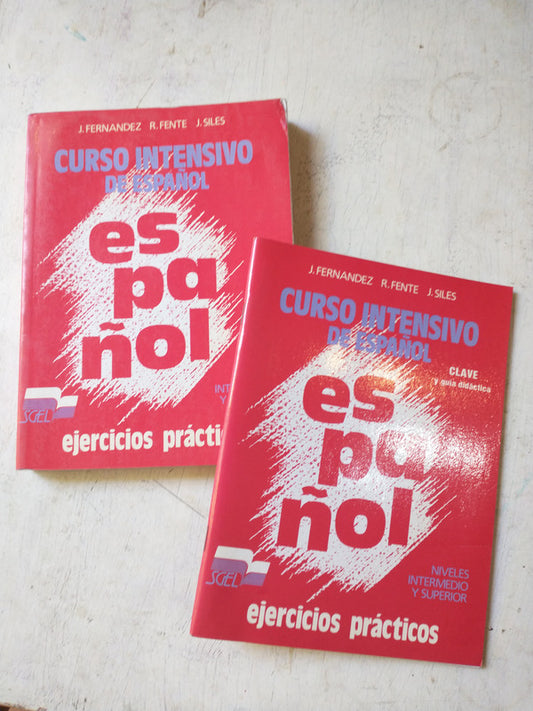 J. FERNANDEZ R. FENTE J. SILES
CURSO INTENSIVO
DE ESPAÑOL
es
pa
ñol
SGEL
ejercicios práctic
J. FERNANDEZ R. FENTE J. SILES
CURSO INTENSIVO
DE ESPAÑOL
CLAVE
y guía didáctica
es
pa
ñol
NIVELES
INTERMEDIO
Y SUPERIOR
SGEL
ejercicios prácticos